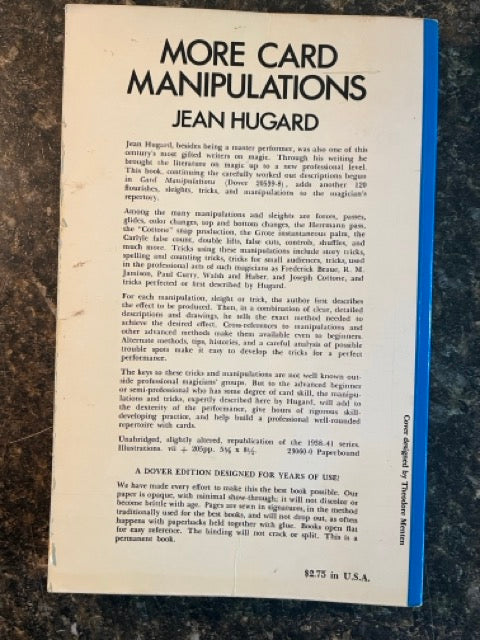 MORE CARD
MANIPULATIONS
JEAN HUGARD
Jean Hugard, besides being a master performer, was also one of this
century's most gifted writers on magic. Through his writing he
brought the literature on magic up to a new professional level.
This book, continuing the carefully worked out descriptions begun
in Card Manipulations (Dover 20539-8), adds another 120
flourishes, sleights, tricks, and manipulations to the magician's
repertory.
Among the many manipulations and sleights are forces, passes,
glides, color changes, top and bottom changes, the Herrmann pass,
the "Cottone" snap production, the Grote instantaneous palm, the
Carlyle false count, double lifts, false cuts, controls, shuffles, and
much more. Tricks using these manipulations include story tricks,
spelling and counting tricks, tricks for small audiences, tricks used
in the professional acts of such magicians as Frederick Braue, R. M.
Jamison, Paul Curry, Walsh and Haber, and Joseph Cottone, and
tricks perfected or first described by Hugard.
For each manipulation, sleight or trick, the author first describes
the effect to be produced. Then, in a combination of clear, detailed
descriptions and drawings, he tells the exact method needed to
achieve the desired effect. Cross-references to manipulations and
other advanced methods make them available even to beginners.
Alternate methods, tips, histories, and a careful analysis of possible
trouble spots make it easy to develop the tricks for a perfect
performance.
The keys to these tricks and manipulations are not well known out-
side professional magicians' groups. But to the advanced beginner
or semi-professional who has some degree of card skill, the manipu-
lations and tricks, expertly described here by Hugard, will add to
the dexterity of the performance, give hours of rigorous skill-
developing practice, and help build a professional well-rounded
repertoire with cards.
Unabridged, slightly altered, republication of the 1938-41 series.
Illustrations. vii + 205pp. 5⅜ x 8½. 23060-0 Paperbound
A DOVER EDITION DESIGNED FOR YEARS OF USE!
We have made every effort to make this the best book possible. Our
paper is opaque, with minimal show-through; it will not discolor or
become brittle with age. Pages are sewn in signatures, in the method
traditionally used for the best books, and will not drop out, as often
happens with paperbacks held together with glue. Books open flat
for easy reference. The binding will not crack or split. This is a
permanent book.
$2.75 in U.S.A.
Cover designed by Theodore Menten